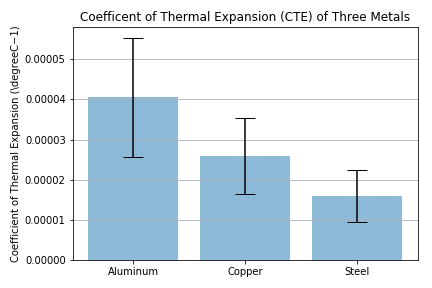 Coefficent of Thermal Expansion (CTE) of Three Metals
Coefficient of Thermal Expansion (\degreeC−1)
0.00005
0.00004
0.00003
0.00002
0.00001
0.00000
Aluminum
Copper
Steel